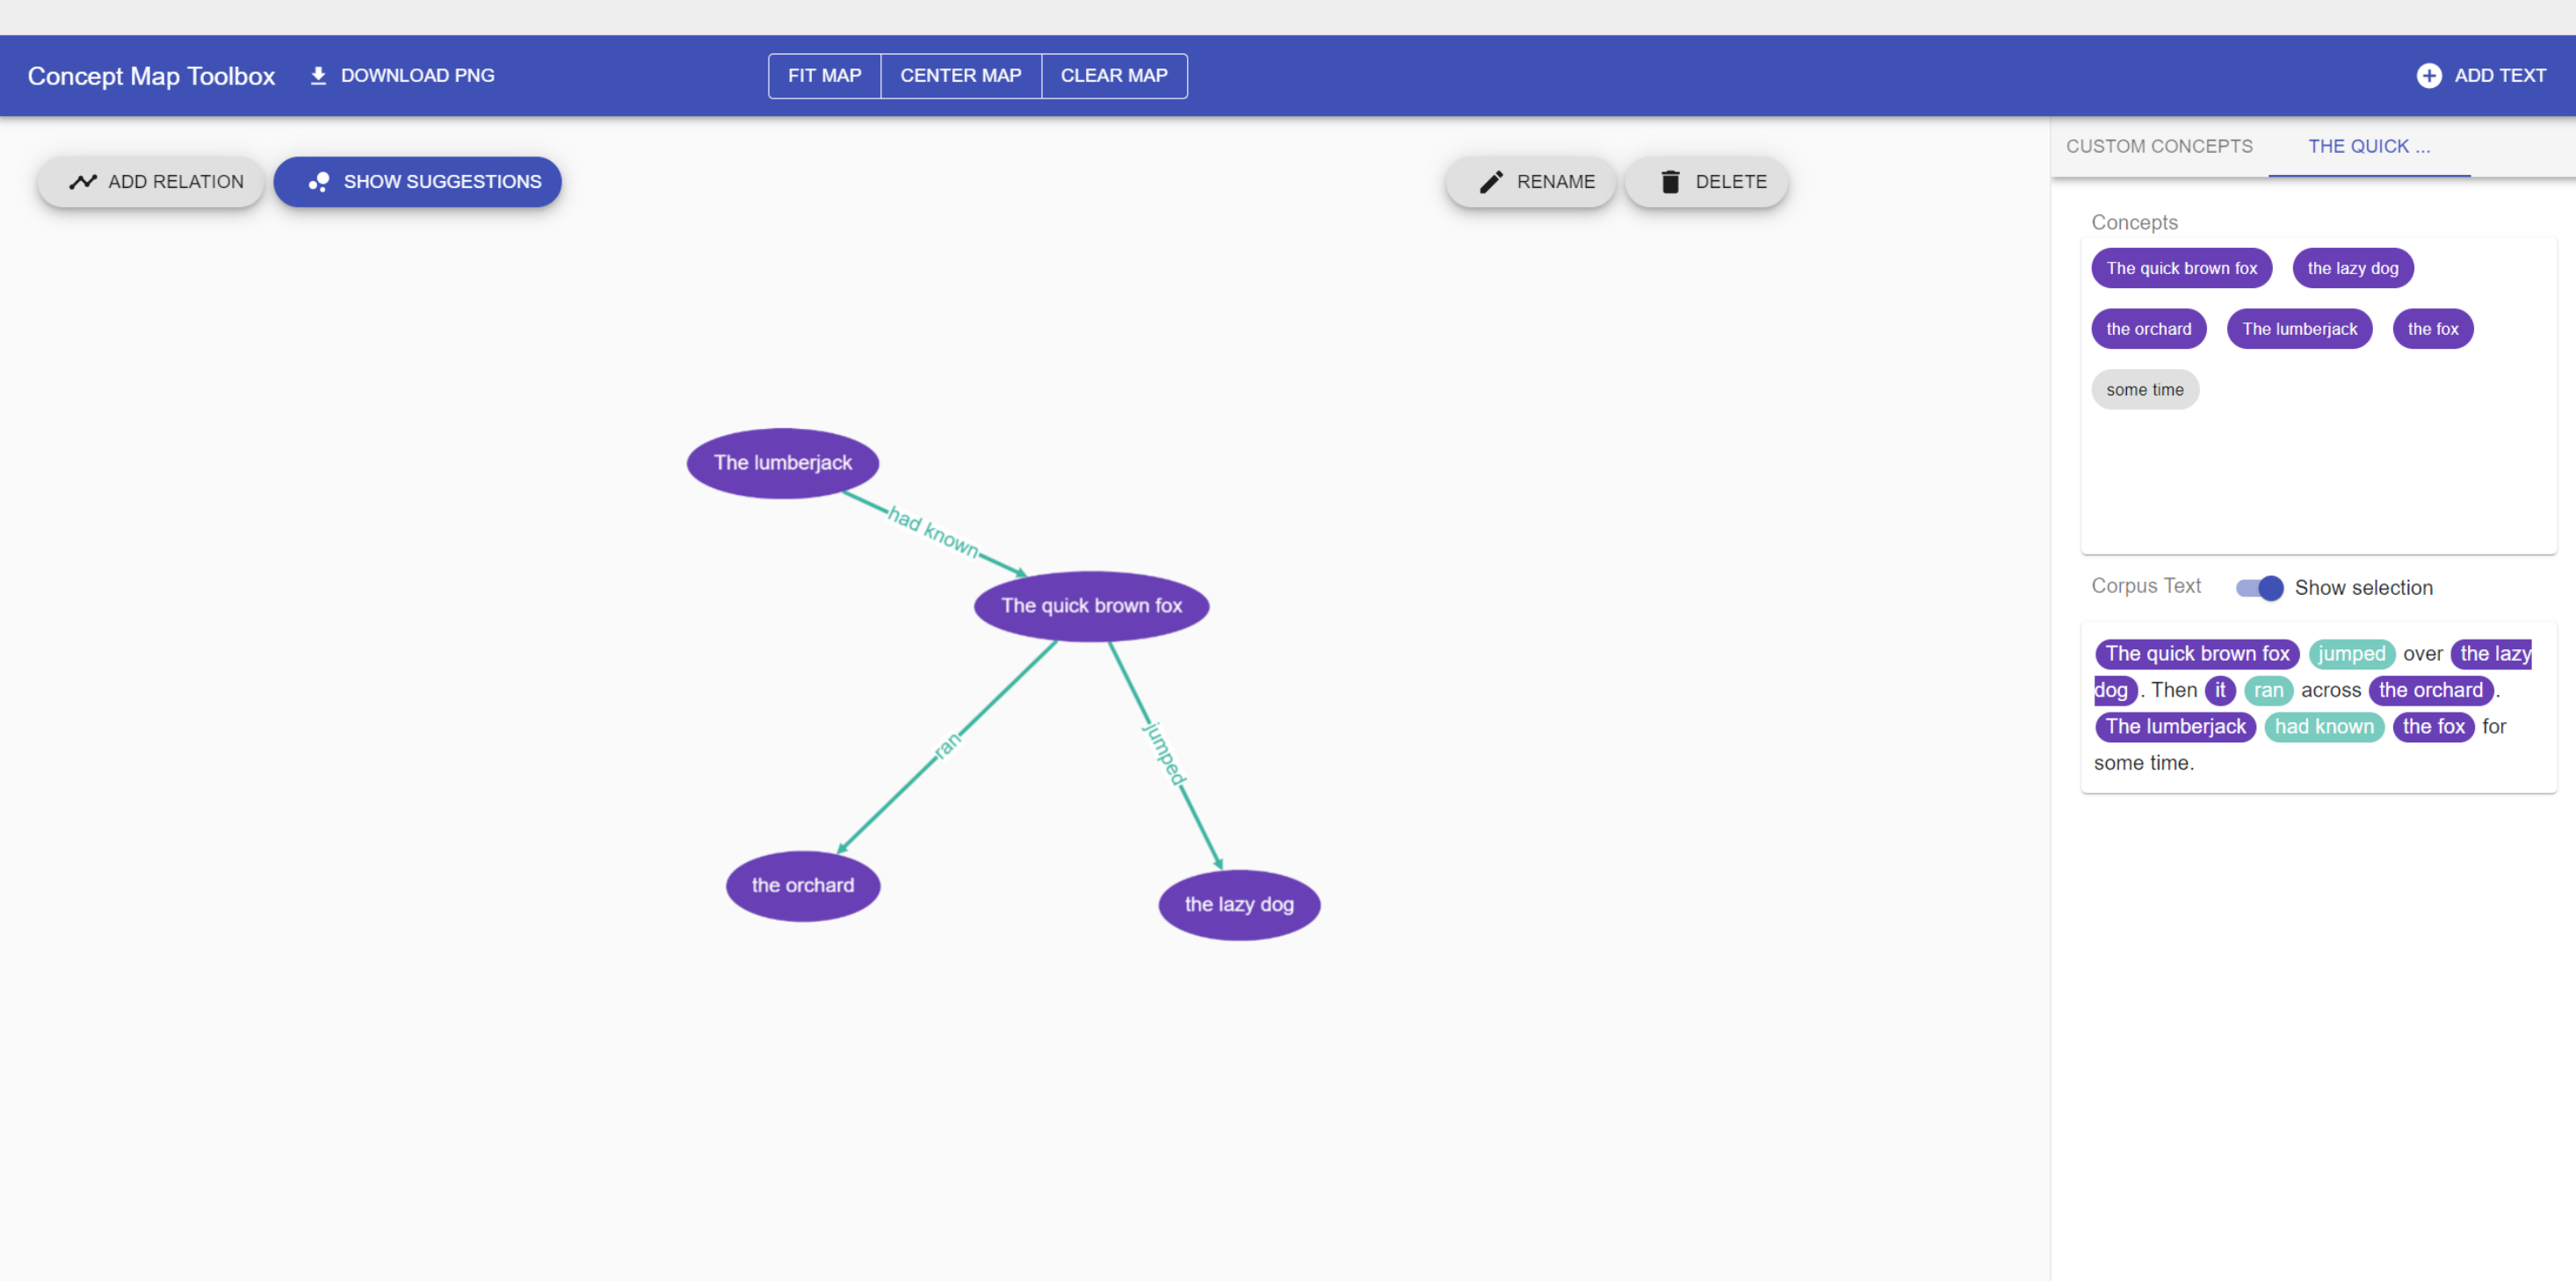 Concept Map Toolbox DOWNLOAD PNG FIT MAP CENTER MAP CLEAR MAP ADD TEXT
ADD RELATION SHOW SUGGESTIONS RENAME DELETE
The lumberjack
had known
The quick brown fox
ran
jumped
the orchard
the lazy dog
CUSTOM CONCEPTS THE QUICK ...
Concepts
The quick brown fox the lazy dog
the orchard The lumberjack the fox
some time
Corpus Text Show selection
The quick brown fox jumped over the lazy
dog . Then it ran across the orchard .
The lumberjack had known the fox for
some time.